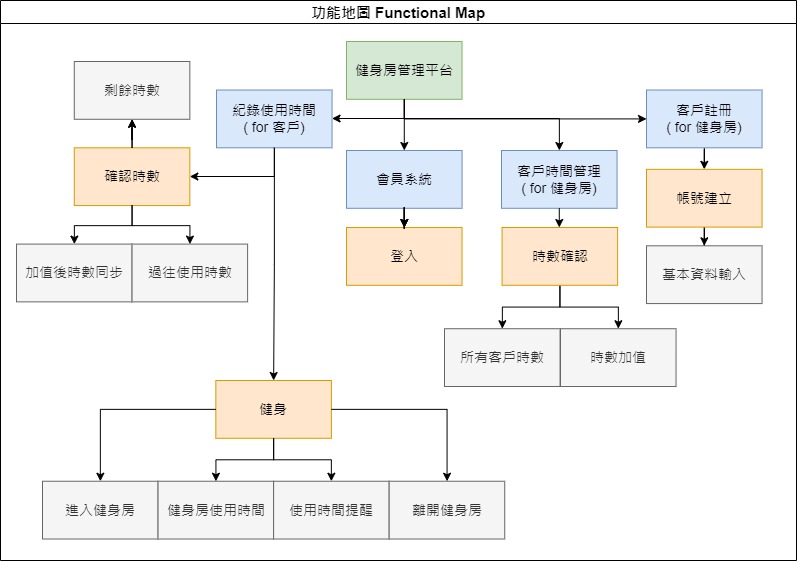 功能地圖 Functional Map
健身房管理平台
剩餘時數
紀錄使用時間
( for 客戶)
客戶註冊
( for 健身房)
確認時數
會員系統
客戶時間管理
( for 健身房)
帳號建立
加值後時數同步
過往使用時數
登入
時數確認
基本資料輸入
所有客戶時數
時數加值
健身
進入健身房
健身房使用時間
使用時間提醒
離開健身房